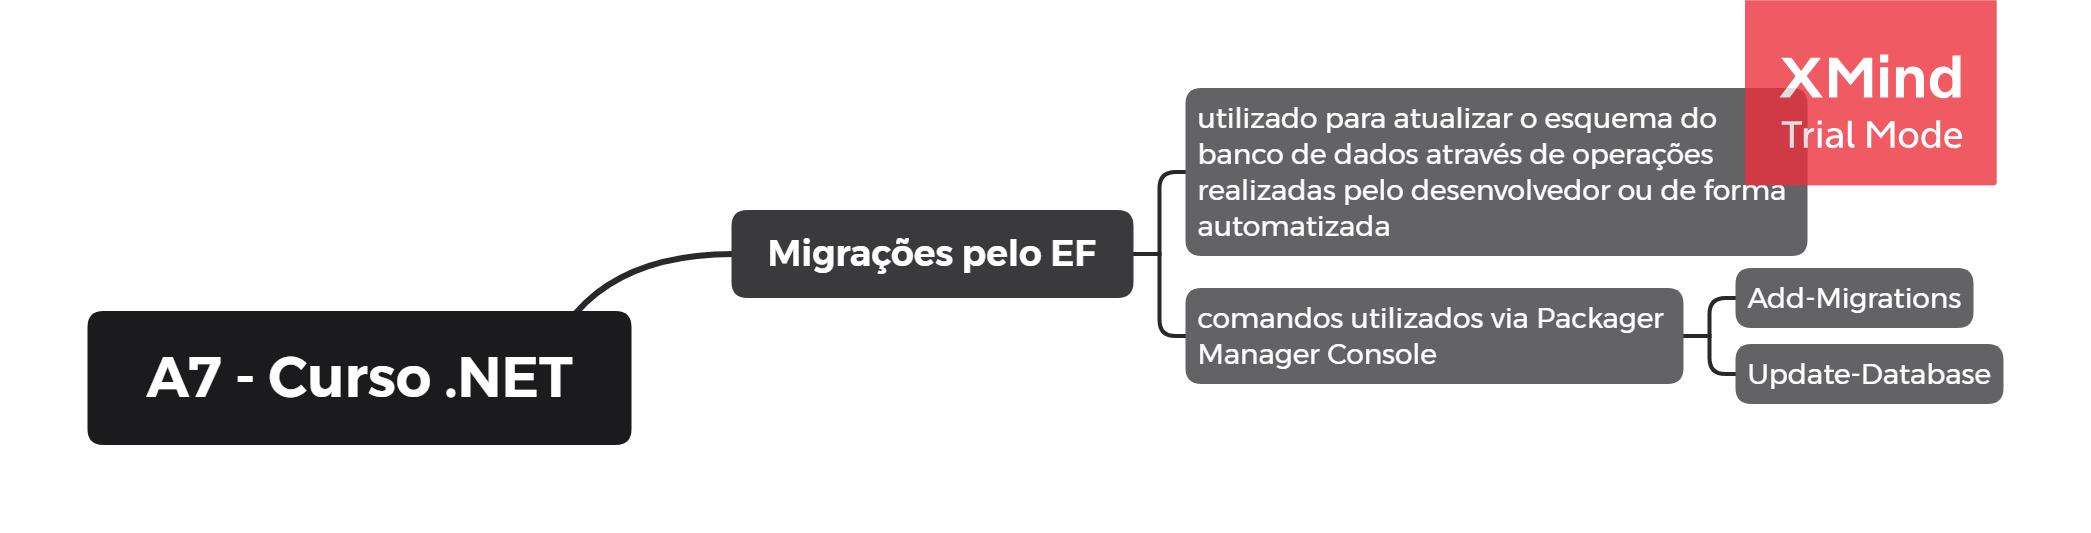 XMind
Trial Mode
utilizado para atualizar o esquema do
banco de dados através de operações
realizadas pelo desenvolvedor ou de forma
automatizada
Migrações pelo EF
comandos utilizados via Packager
Manager Console
Add-Migrations
Update-Database
A7 - Curso .NET